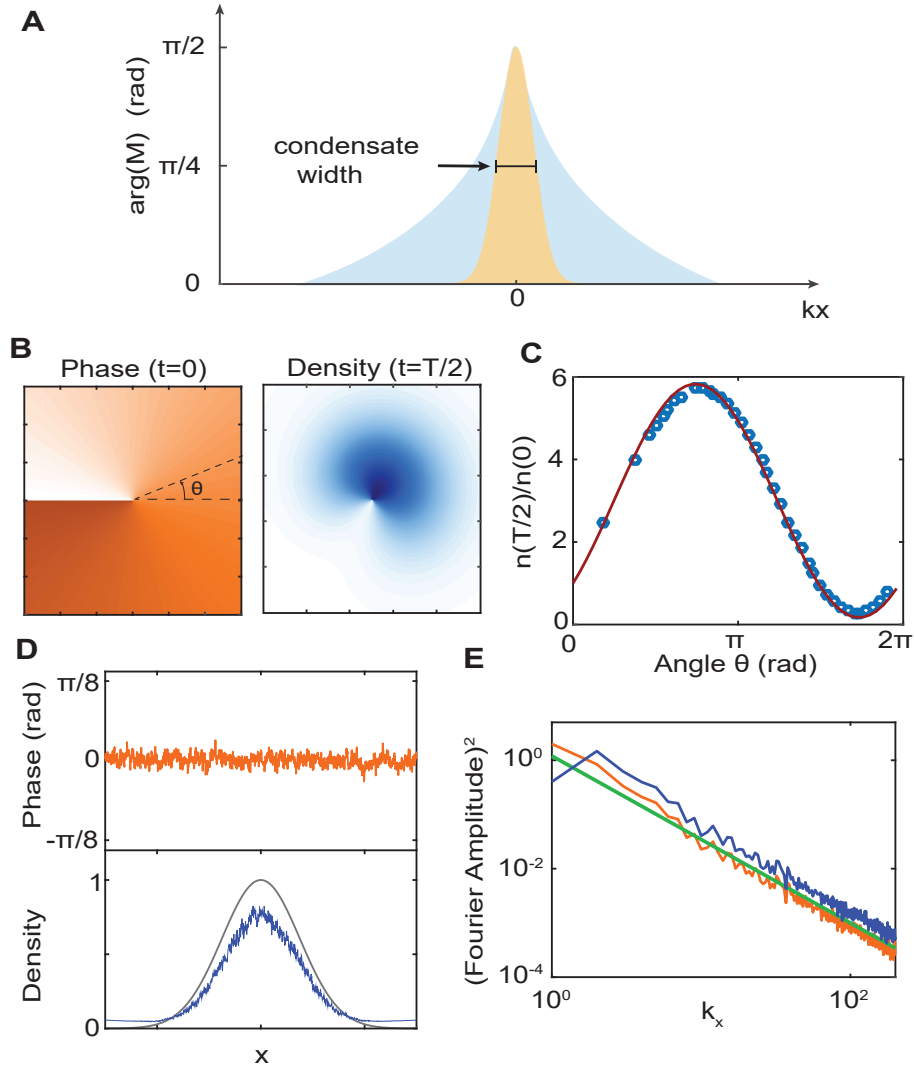 A
arg(M) (rad)
π/2
π/4
0
condensate
width
0
kx
B
Phase (t=0)
Density (t=T/2)
θ
C
n(T/2)/n(0)
6
4
2
0
0
π
2π
Angle θ (rad)
D
Phase (rad)
π/8
0
-π/8
Density
1
0
x
E
(Fourier Amplitude)²
10⁰
10⁻²
10⁻⁴
10⁰
10²
kₓ